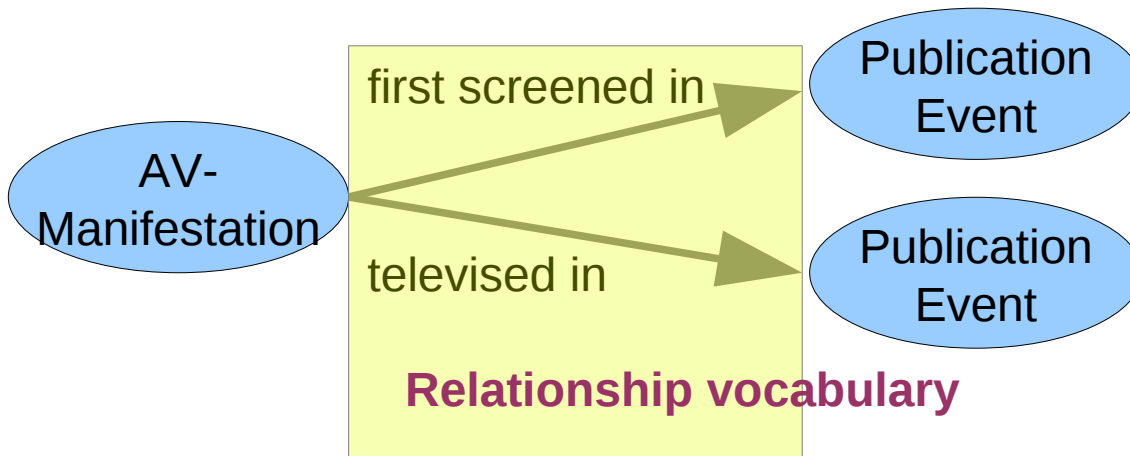 AV-
Manifestation
first screened in
televised in
Publication
Event
Publication
Event
Relationship vocabulary